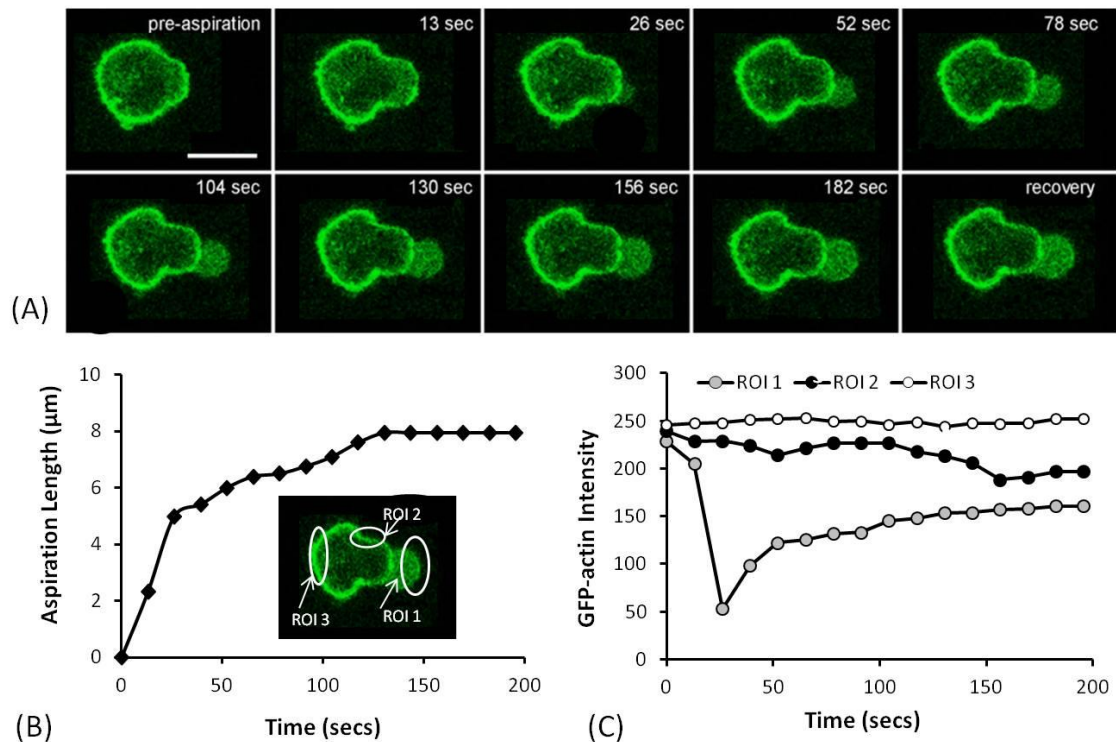 pre-aspiration
13 sec
26 sec
52 sec
78 sec
104 sec
130 sec
156 sec
182 sec
recovery
(A)
10
8
6
4
2
0
0
50
100
150
200
Aspiration Length (μm)
Time (secs)
ROI 2
ROI 3
ROI 1
(B)
300
250
200
150
100
50
0
0
50
100
150
200
ROI 1
ROI 2
ROI 3
GFP-actin Intensity
Time (secs)
(C)